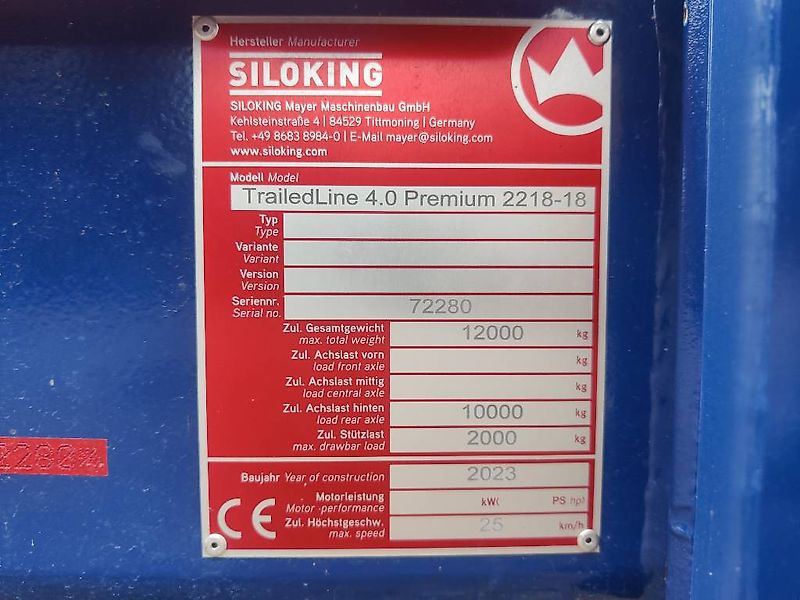 Hersteller Manufacturer
SILOKING
SILOKING Mayer Maschinenbau GmbH
Kehlsteinstraße 4 | 84529 Tittmoning | Germany
Tel. +49 8683 8984-0 | E-Mail mayer@siloking.com
www.siloking.com
Modell Model
TrailedLine 4.0 Premium 2218-18
Typ
Type
Variante
Variant
Version
Version
Seriennr.
Serial no.
72280
Zul. Gesamtgewicht
max. total weight
12000 kg
Zul. Achslast vorn
load front axle
kg
Zul. Achslast mittig
load central axle
kg
Zul. Achslast hinten
load rear axle
10000 kg
Zul. Stützlast
max. drawbar load
2000 kg
Baujahr Year of construction 2023
Motorleistung
Motor -performance
kW( PS hp)
Zul. Höchstgeschw.
max. speed
25 km/h
CE